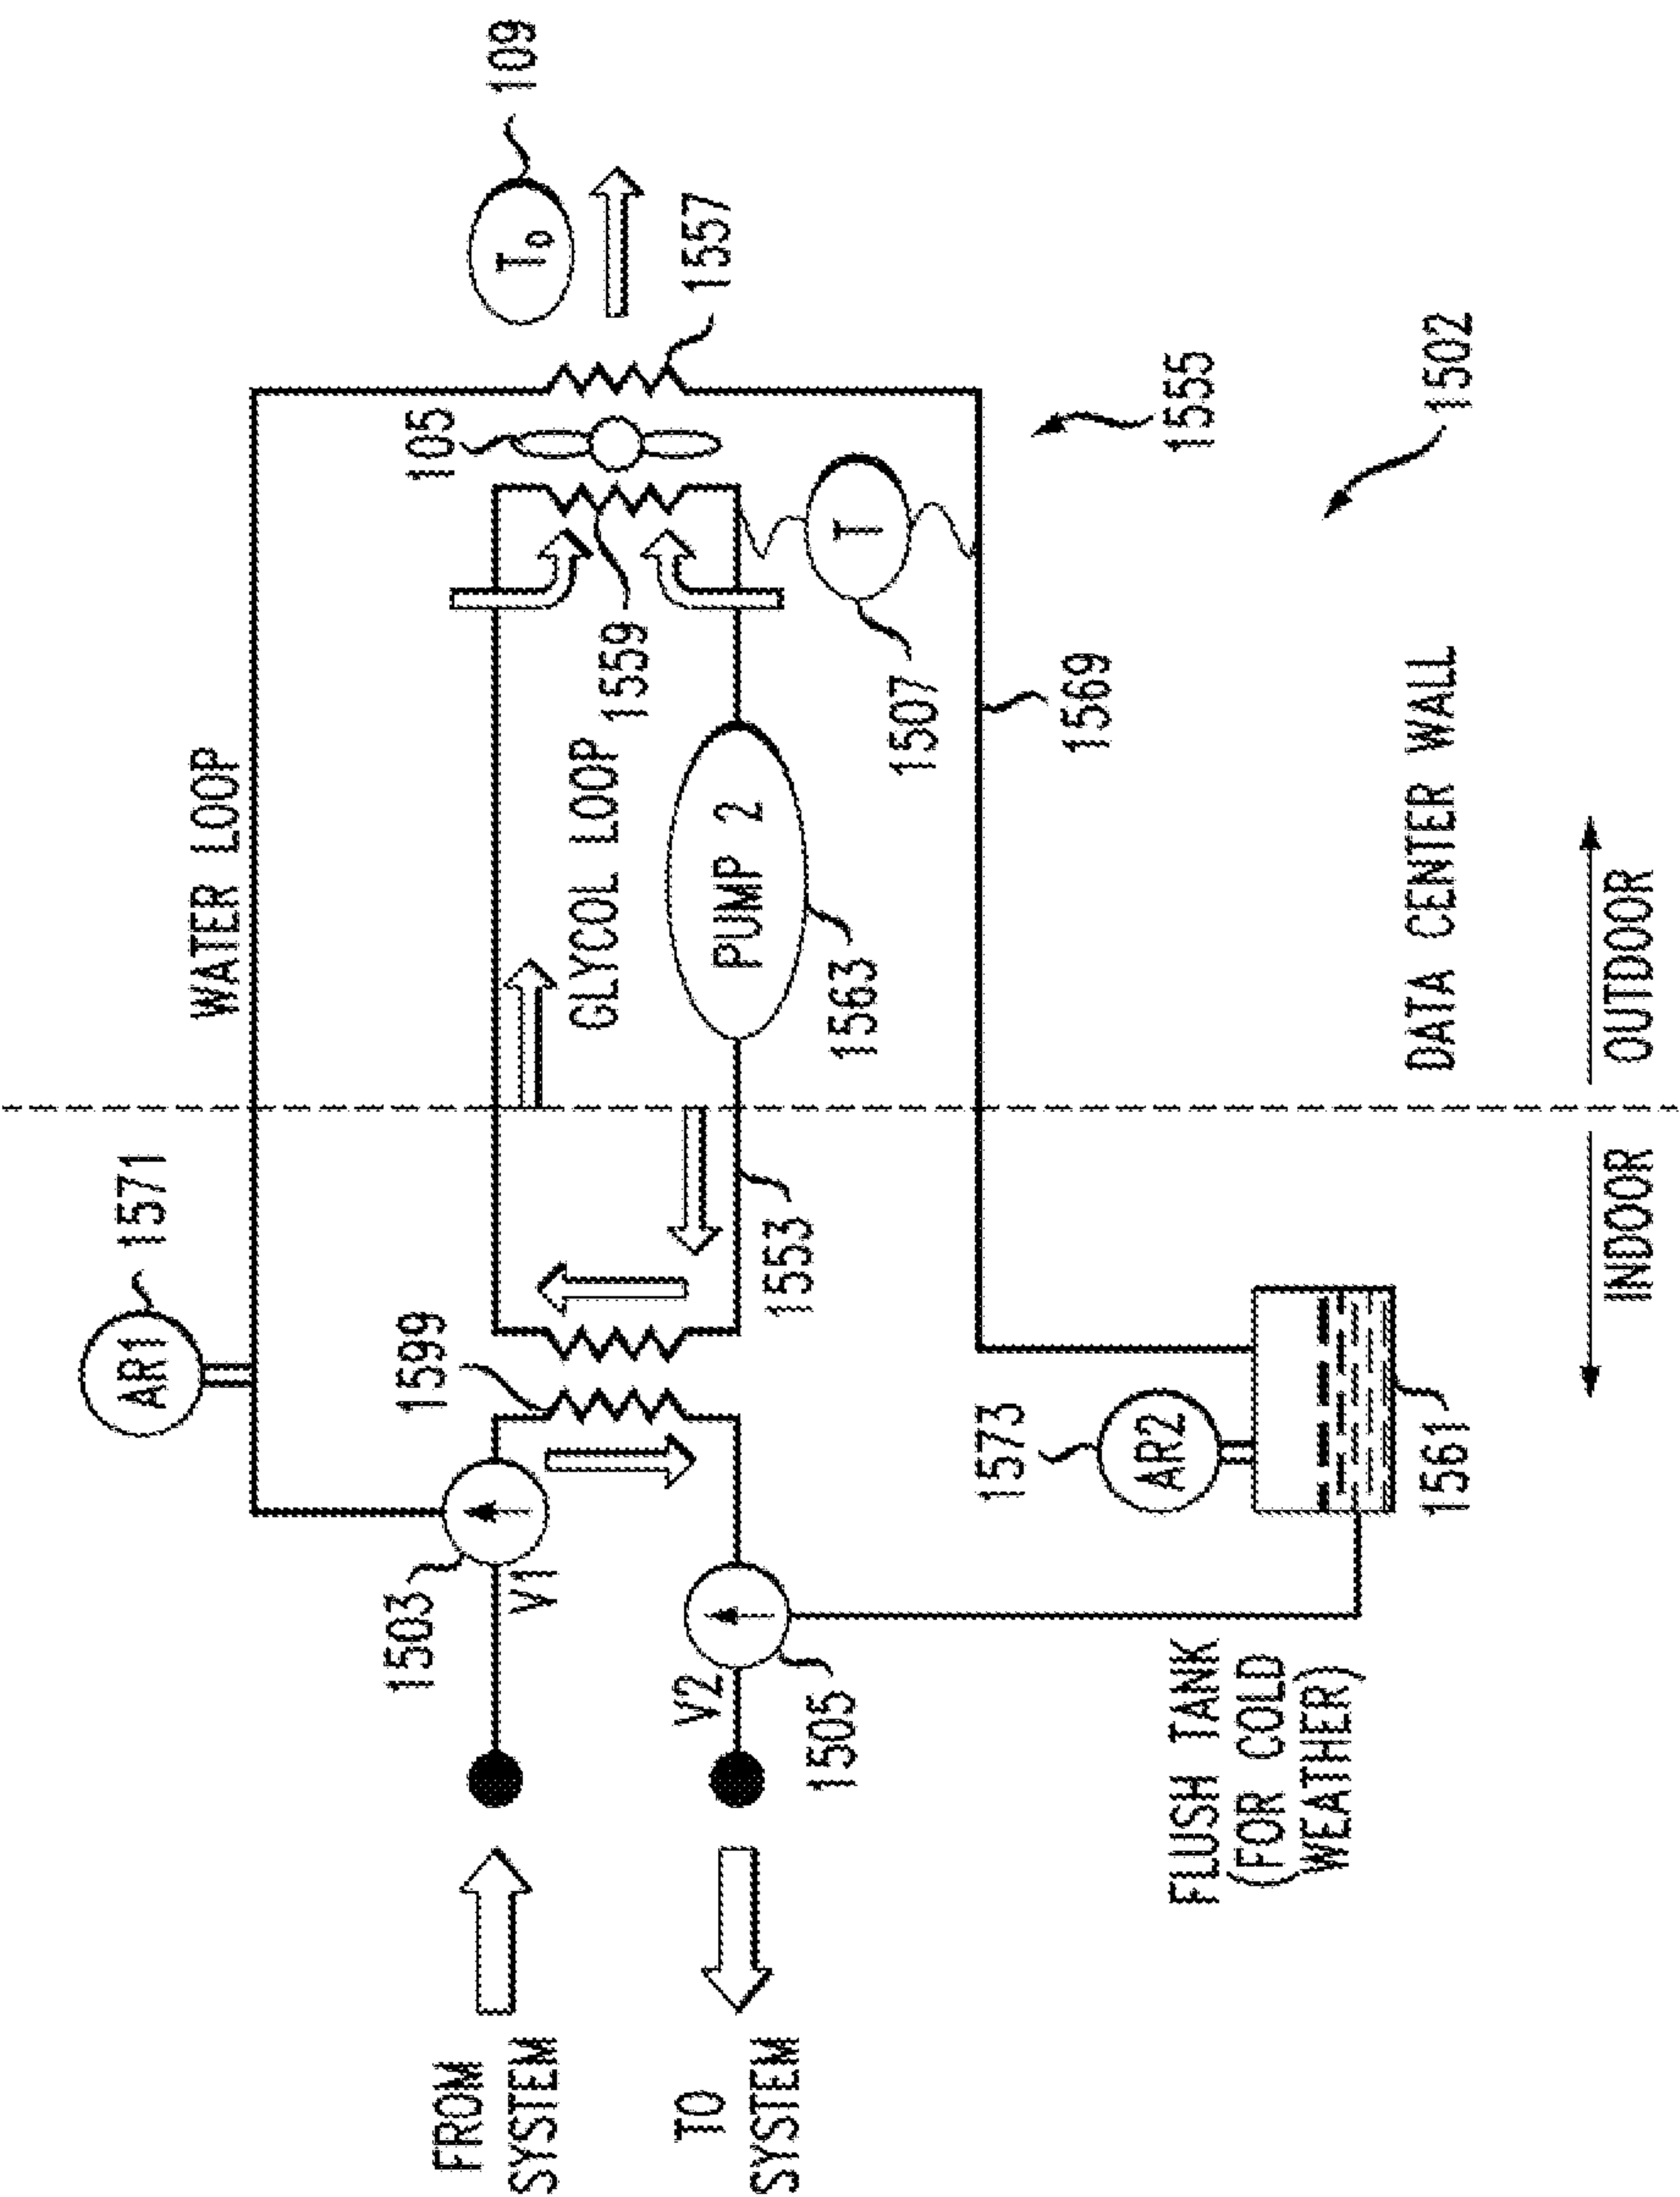 FROM
SYSTEM
TO
SYSTEM
1503
V1
V2
1505
1599
AR1
1571
WATER LOOP
GLYCOL LOOP
PUMP 2
1563
1553
1559
105
T0
109
1557
T
1507
1569
1555
1502
FLUSH TANK
(FOR COLD
WEATHER)
1573
AR2
1561
DATA CENTER WALL
INDOOR
OUTDOOR